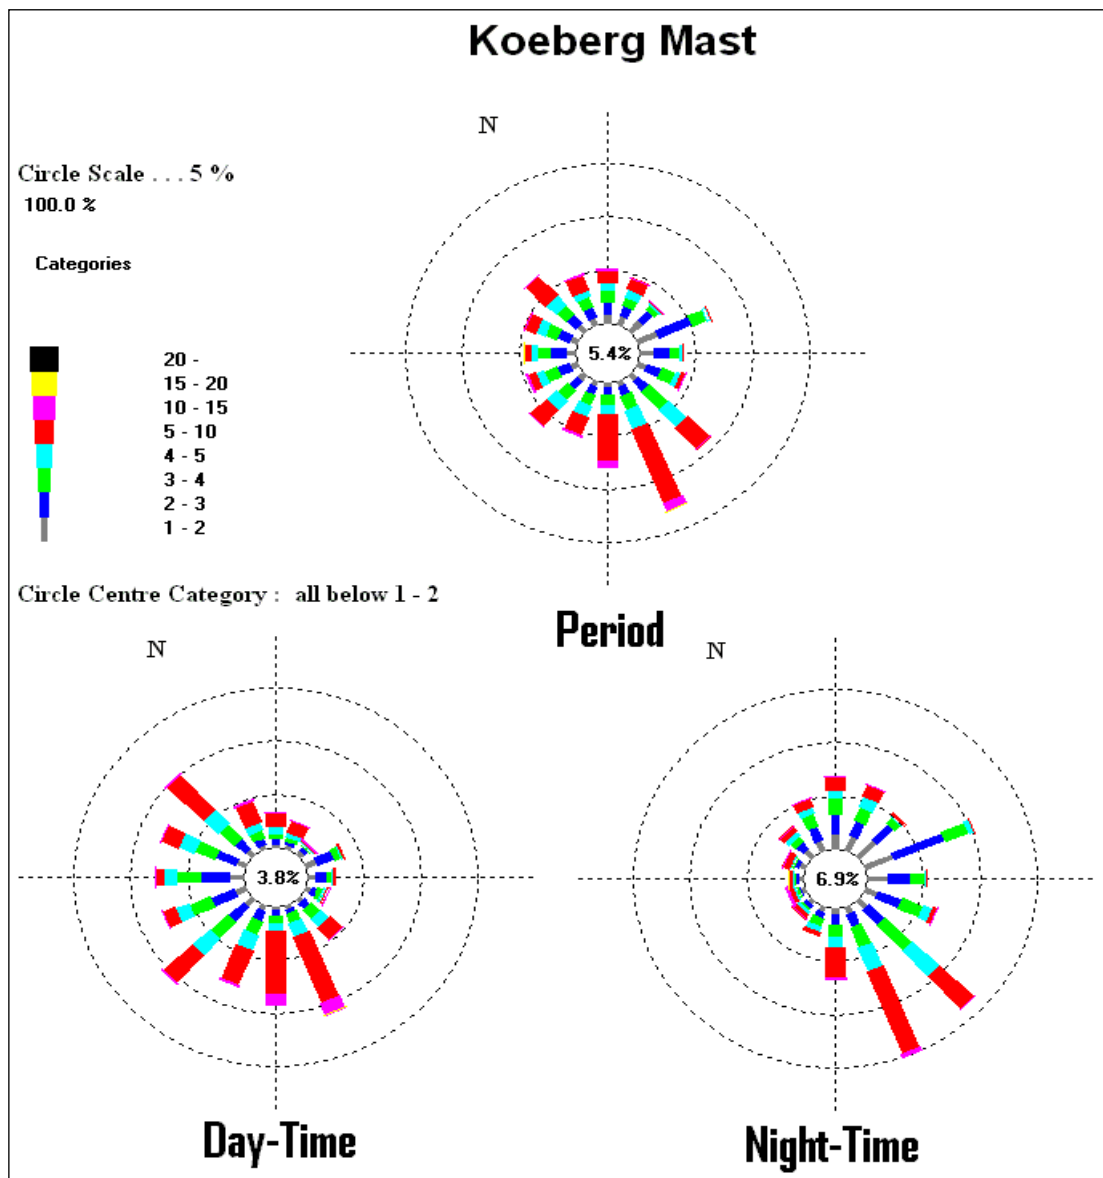 Koeberg Mast
N
Circle Scale . . . 5 %
100.0 %
Categories
5.4%
20 -
15 - 20
10 - 15
5 - 10
4 - 5
3 - 4
2 - 3
1 - 2
Circle Centre Category : all below 1 - 2
Period
N
N
3.8%
6.9%
Day-Time
Night-Time